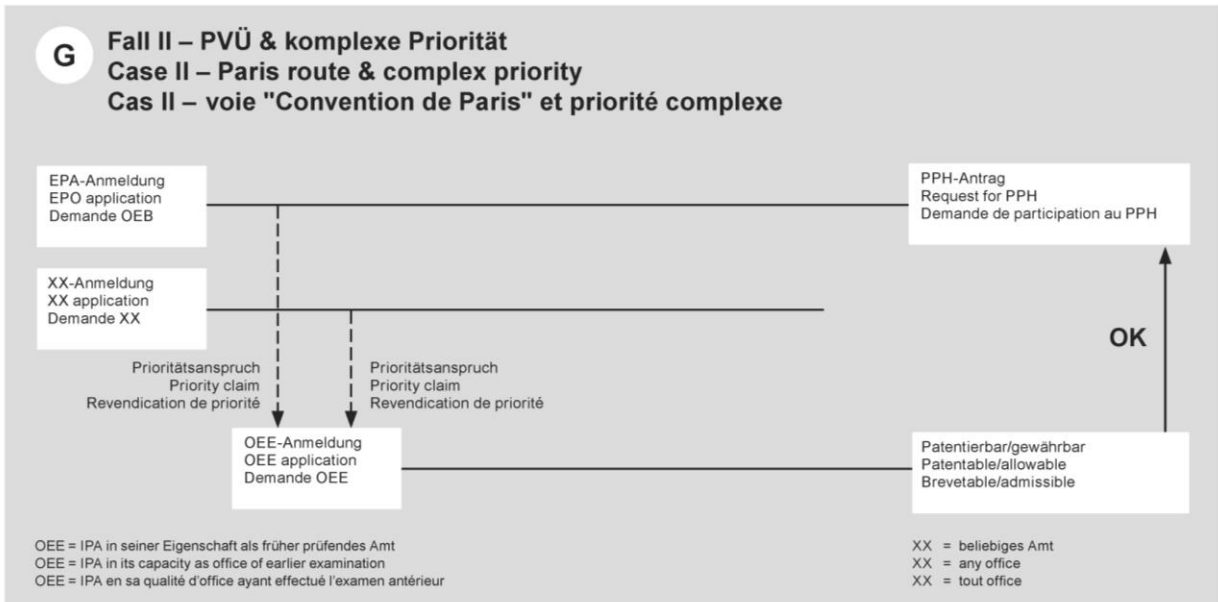 G
Fall II – PVÜ & komplexe Priorität
Case II – Paris route & complex priority
Cas II – voie "Convention de Paris" et priorité complexe
EPA-Anmeldung
EPO application
Demande OEB
PPH-Antrag
Request for PPH
Demande de participation au PPH
XX-Anmeldung
XX application
Demande XX
OK
Prioritätsanspruch
Priority claim
Revendication de priorité
Prioritätsanspruch
Priority claim
Revendication de priorité
OEE-Anmeldung
OEE application
Demande OEE
Patentierbar/gewährbar
Patentable/allowable
Brevetable/admissible
OEE = IPA in seiner Eigenschaft als früher prüfendes Amt
OEE = IPA in its capacity as office of earlier examination
OEE = IPA en sa qualité d'office ayant effectué l'examen antérieur
XX = beliebiges Amt
XX = any office
XX = tout office